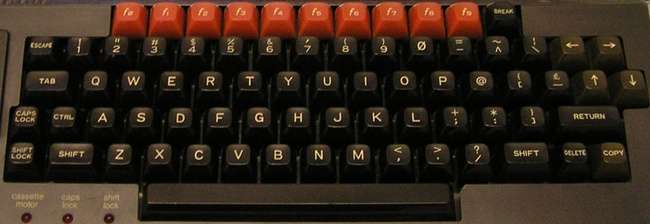 f0 f1 f2 f3 f4 f5 f6 f7 f8 f9 BREAK
ESCAPE ! 1 " 2 # 3 $ 4 % 5 & 6 ' 7 ( 8 ) 9 Ø = - ~ ^ | \ ← →
TAB Q W E R T Y U I O P @ { [ £ _ ↑ ↓
CAPS LOCK CTRL A S D F G H J K L + ; * : } ] RETURN
SHIFT LOCK SHIFT Z X C V B N M < , > . ? / SHIFT DELETE COPY
cassette motor caps lock shift lock